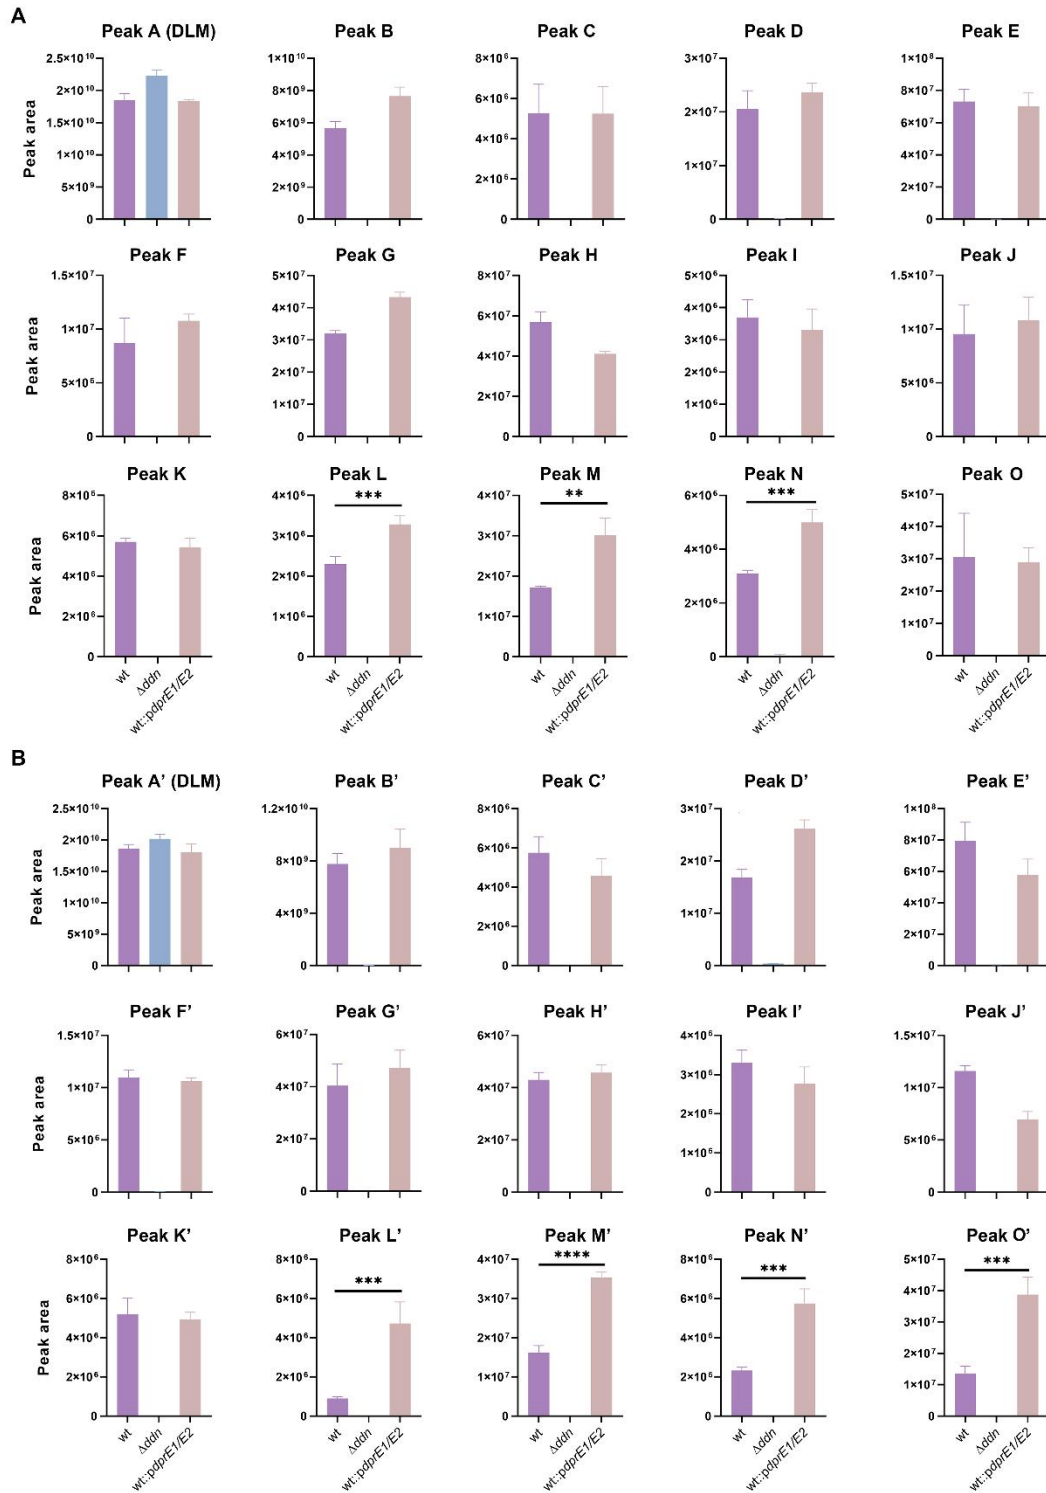 A
Peak A (DLM)
Peak area
2.5×10¹⁰
2×10¹⁰
1.5×10¹⁰
1×10¹⁰
5×10⁹
0
Peak B
1×10¹⁰
8×10⁹
6×10⁹
4×10⁹
2×10⁹
0
Peak C
8×10⁶
6×10⁶
4×10⁶
2×10⁶
0
Peak D
3×10⁷
2×10⁷
1×10⁷
0
Peak E
1×10⁸
8×10⁷
6×10⁷
4×10⁷
2×10⁷
0
Peak F
Peak area
1.5×10⁷
1×10⁷
5×10⁶
0
Peak G
5×10⁷
4×10⁷
3×10⁷
2×10⁷
1×10⁷
0
Peak H
8×10⁷
6×10⁷
4×10⁷
2×10⁷
0
Peak I
5×10⁶
4×10⁶
3×10⁶
2×10⁶
1×10⁶
0
Peak J
1.5×10⁷
1×10⁷
5×10⁶
0
Peak K
Peak area
8×10⁶
6×10⁶
4×10⁶
2×10⁶
0
wt
Δddn
wt::pdprE1/E2
Peak L
4×10⁶
3×10⁶
2×10⁶
1×10⁶
0
***
wt
Δddn
wt::pdprE1/E2
Peak M
4×10⁷
3×10⁷
2×10⁷
1×10⁷
0
**
wt
Δddn
wt::pdprE1/E2
Peak N
6×10⁶
4×10⁶
2×10⁶
0
***
wt
Δddn
wt::pdprE1/E2
Peak O
5×10⁷
4×10⁷
3×10⁷
2×10⁷
1×10⁷
0
wt
Δddn
wt::pdprE1/E2
B
Peak A’ (DLM)
Peak area
2.5×10¹⁰
2×10¹⁰
1.5×10¹⁰
1×10¹⁰
5×10⁹
0
Peak B’
1.2×10¹⁰
8×10⁹
4×10⁹
0
Peak C’
8×10⁶
6×10⁶
4×10⁶
2×10⁶
0
Peak D’
3×10⁷
2×10⁷
1×10⁷
0
Peak E’
1×10⁸
8×10⁷
6×10⁷
4×10⁷
2×10⁷
0
Peak F’
Peak area
1.5×10⁷
1×10⁷
5×10⁶
0
Peak G’
6×10⁷
4×10⁷
2×10⁷
0
Peak H’
6×10⁷
4×10⁷
2×10⁷
0
Peak I’
4×10⁶
3×10⁶
2×10⁶
1×10⁶
0
Peak J’
1.5×10⁷
1×10⁷
5×10⁶
0
Peak K’
Peak area
8×10⁶
6×10⁶
4×10⁶
2×10⁶
0
wt
Δddn
wt::pdprE1/E2
Peak L’
8×10⁶
6×10⁶
4×10⁶
2×10⁶
0
***
wt
Δddn
wt::pdprE1/E2
Peak M’
4×10⁷
3×10⁷
2×10⁷
1×10⁷
0
****
wt
Δddn
wt::pdprE1/E2
Peak N’
8×10⁶
6×10⁶
4×10⁶
2×10⁶
0
***
wt
Δddn
wt::pdprE1/E2
Peak O’
5×10⁷
4×10⁷
3×10⁷
2×10⁷
1×10⁷
0
***
wt
Δddn
wt::pdprE1/E2